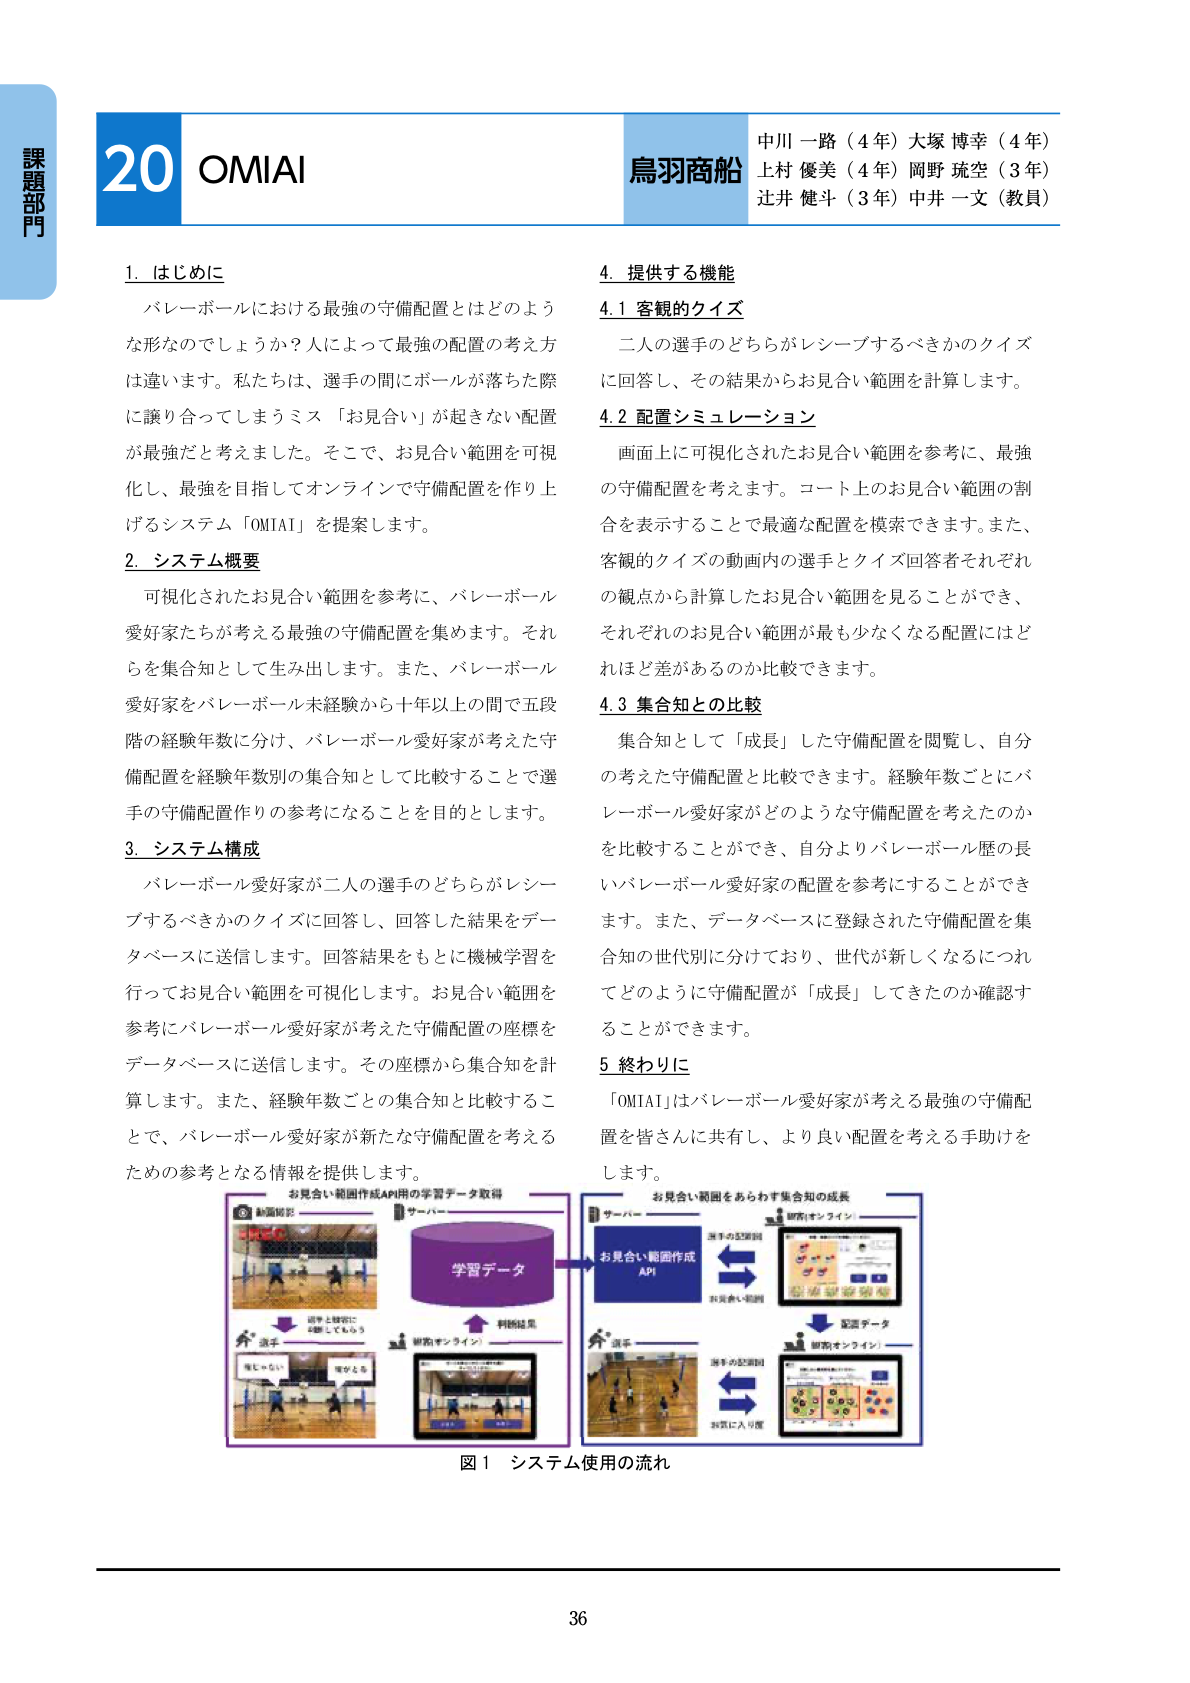 課題部門
20 OMIAI
鳥羽商船
中川 一路（４年）大塚 博幸（４年）
上村 優美（４年）岡野 琉空（３年）
辻井 健斗（３年）中井 一文（教員）
1. はじめに
バレーボールにおける最強の守備配置とはどのよう
な形なのでしょうか？人によって最強の配置の考え方
は違います。私たちは、選手の間にボールが落ちた際
に譲り合ってしまうミス「お見合い」が起きない配置
が最強だと考えました。そこで、お見合い範囲を可視
化し、最強を目指してオンラインで守備配置を作り上
げるシステム「OMIAI」を提案します。
2. システム概要
可視化されたお見合い範囲を参考に、バレーボール
愛好家たちが考える最強の守備配置を集めます。それ
らを集合知として生み出します。また、バレーボール
愛好家をバレーボール未経験から十年以上の間で五段
階の経験年数に分け、バレーボール愛好家が考えた守
備配置を経験年数別の集合知として比較することで選
手の守備配置作りの参考になることを目的とします。
3. システム構成
バレーボール愛好家が二人の選手のどちらがレシー
ブするべきかのクイズに回答し、回答した結果をデー
タベースに送信します。回答結果をもとに機械学習を
行ってお見合い範囲を可視化します。お見合い範囲を
参考にバレーボール愛好家が考えた守備配置の座標を
データベースに送信します。その座標から集合知を計
算します。また、経験年数ごとの集合知と比較するこ
とで、バレーボール愛好家が新たな守備配置を考える
ための参考となる情報を提供します。
4. 提供する機能
4.1 客観的クイズ
二人の選手のどちらがレシーブするべきかのクイズ
に回答し、その結果からお見合い範囲を計算します。
4.2 配置シミュレーション
画面上に可視化されたお見合い範囲を参考に、最強
の守備配置を考えます。コート上のお見合い範囲の割
合を表示することで最適な配置を模索できます。また、
客観的クイズの動画内の選手とクイズ回答者それぞれ
の観点から計算したお見合い範囲を見ることができ、
それぞれのお見合い範囲が最も少なくなる配置にはど
れほど差があるのか比較できます。
4.3 集合知との比較
集合知として「成長」した守備配置を閲覧し、自分
の考えた守備配置と比較できます。経験年数ごとにバ
レーボール愛好家がどのような守備配置を考えたのか
を比較することができ、自分よりバレーボール歴の長
いバレーボール愛好家の配置を参考にすることができ
ます。また、データベースに登録された守備配置を集
合知の世代別に分けており、世代が新しくなるにつれ
てどのように守備配置が「成長」してきたのか確認す
ることができます。
5 終わりに
「OMIAI」はバレーボール愛好家が考える最強の守備配
置を皆さんに共有し、より良い配置を考える手助けを
します。
お見合い範囲作成API用の学習データ取得
動画撮影
サーバー
学習データ
選手と観客に
判断してもらう
判断結果
選手
観客(オンライン)
俺じゃない
俺がとる
お見合い範囲をあらわす集合知の成長
サーバー
観客(オンライン)
お見合い範囲作成
API
選手の配置図
お見合い範囲
配置データ
選手
観客(オンライン)
選手の配置図
お気に入り度
図１ システム使用の流れ
36